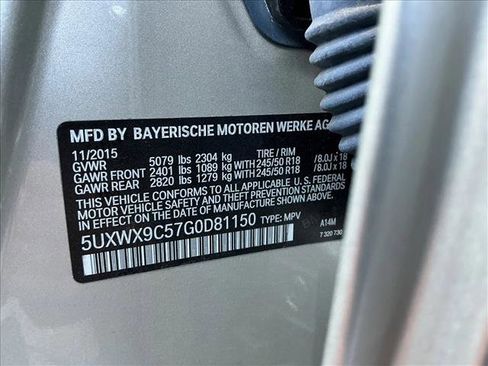 MFD BY BAYERISCHE MOTOREN WERKE AG
11/2015 TIRE / RIM
GVWR 5079 lbs 2304 kg
GAWR FRONT 2401 lbs 1089 kg W 245/50 R18 /8.0J x 18
GAWR REAR 2820 lbs 1279 kg W 245/50 R18 /8.0J x 18
THIS VEHICLE CONFORMS TO ALL APPLICABLE U.S. FEDERAL
MOTOR VEHICLE SAFETY AND THEFT PREVENTION
STANDARDS IN EFFECT ON THE DATE OF MANUFACTURE
SHOWN ABOVE.
5UXWX9C57G0D81150 TYPE: MPV
A14M
7 320 730